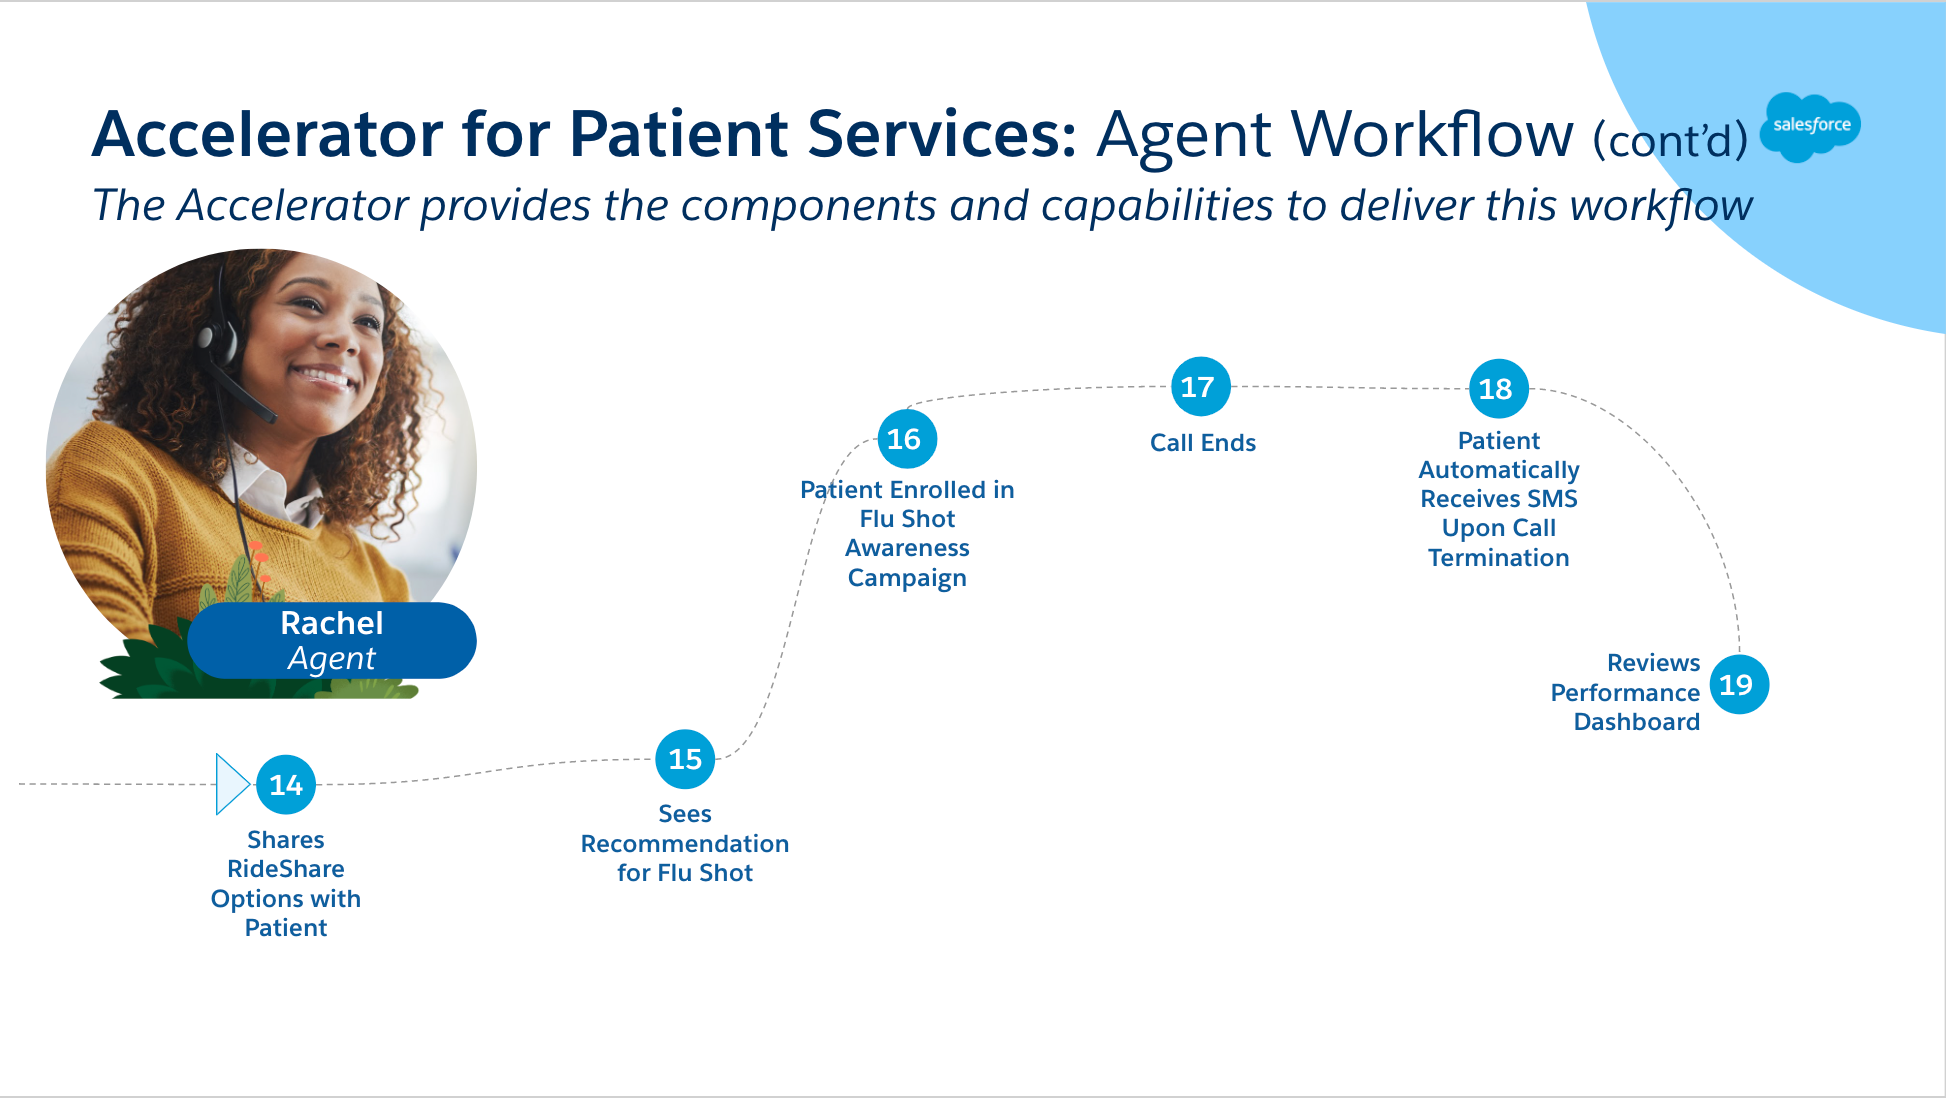 Accelerator for Patient Services: Agent Workflow (cont’d)
salesforce
The Accelerator provides the components and capabilities to deliver this workflow
Rachel
Agent
14
Shares
RideShare
Options with
Patient
15
Sees
Recommendation
for Flu Shot
16
Patient Enrolled in
Flu Shot
Awareness
Campaign
17
Call Ends
18
Patient
Automatically
Receives SMS
Upon Call
Termination
19
Reviews
Performance
Dashboard